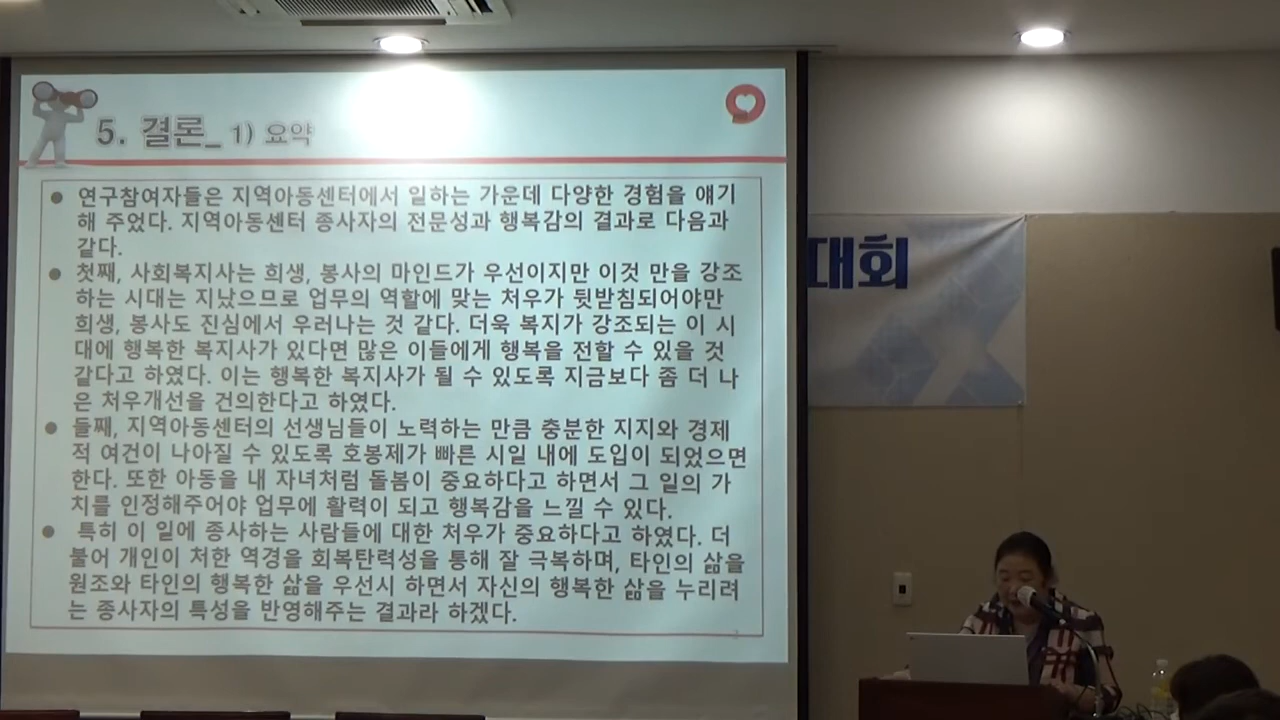 5. 결론_ 1) 요약
● 연구참여자들은 지역아동센터에서 일하는 가운데 다양한 경험을 얘기
해 주었다. 지역아동센터 종사자의 전문성과 행복감의 결과로 다음과
같다.
● 첫째, 사회복지사는 희생, 봉사의 마인드가 우선이지만 이것 만을 강조
하는 시대는 지났으므로 업무의 역할에 맞는 처우가 뒷받침되어야만
희생, 봉사도 진심에서 우러나는 것 같다. 더욱 복지가 강조되는 이 시
대에 행복한 복지사가 있다면 많은 이들에게 행복을 전할 수 있을 것
같다고 하였다. 이는 행복한 복지사가 될 수 있도록 지금보다 좀 더 나
은 처우개선을 건의한다고 하였다.
● 둘째, 지역아동센터의 선생님들이 노력하는 만큼 충분한 지지와 경제
적 여건이 나아질 수 있도록 호봉제가 빠른 시일 내에 도입이 되었으면
한다. 또한 아동을 내 자녀처럼 돌봄이 중요하다고 하면서 그 일의 가
치를 인정해주어야 업무에 활력이 되고 행복감을 느낄 수 있다.
● 특히 이 일에 종사하는 사람들에 대한 처우가 중요하다고 하였다. 더
불어 개인이 처한 역경을 회복탄력성을 통해 잘 극복하며, 타인의 삶을
원조와 타인의 행복한 삶을 우선시 하면서 자신의 행복한 삶을 누리려
는 종사자의 특성을 반영해주는 결과라 하겠다.
대회